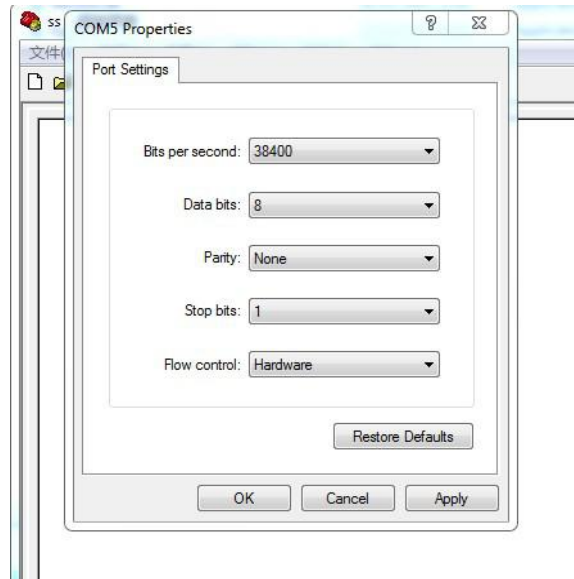 ss
COM5 Properties
文件(
Port Settings
Bits per second: 38400
Data bits: 8
Parity: None
Stop bits: 1
Flow control: Hardware
Restore Defaults
OK Cancel Apply